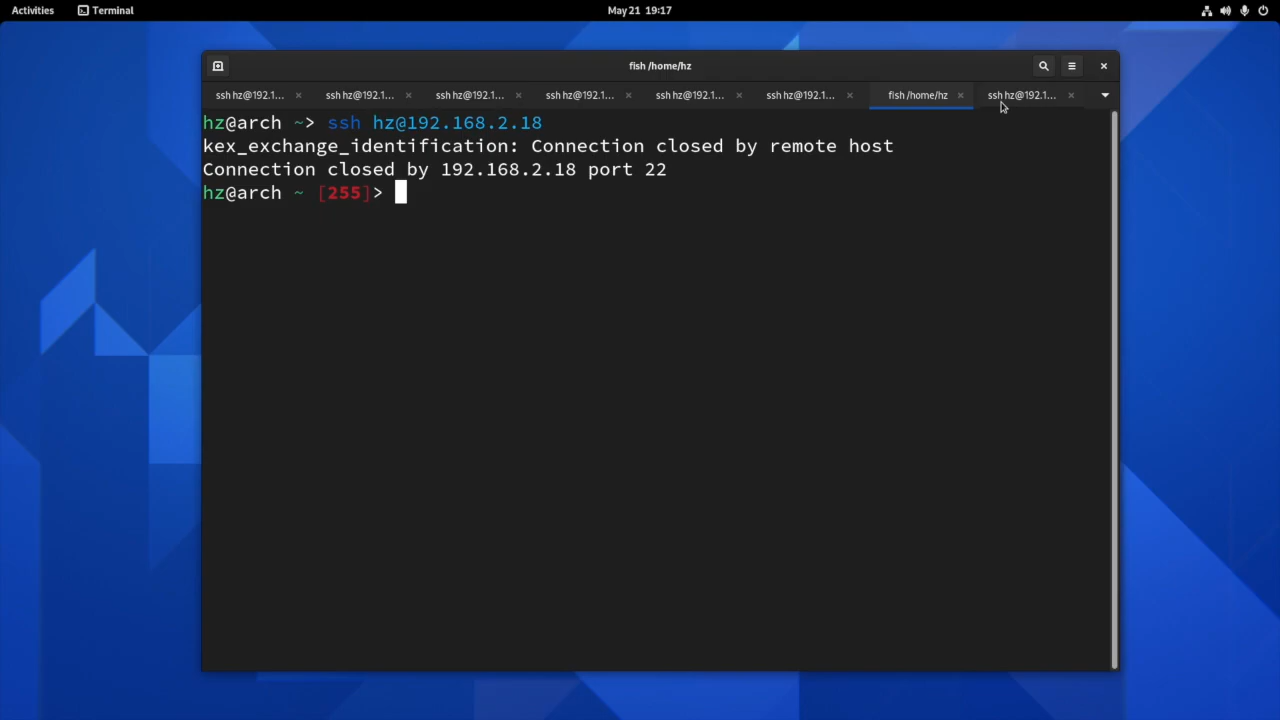 Activities Terminal May 21 19:17
fish /home/hz
ssh hz@192.1... ssh hz@192.1... ssh hz@192.1... ssh hz@192.1... ssh hz@192.1... ssh hz@192.1... fish /home/hz ssh hz@192.1...
hz@arch ~> ssh hz@192.168.2.18
kex_exchange_identification: Connection closed by remote host
Connection closed by 192.168.2.18 port 22
hz@arch ~ [255]>